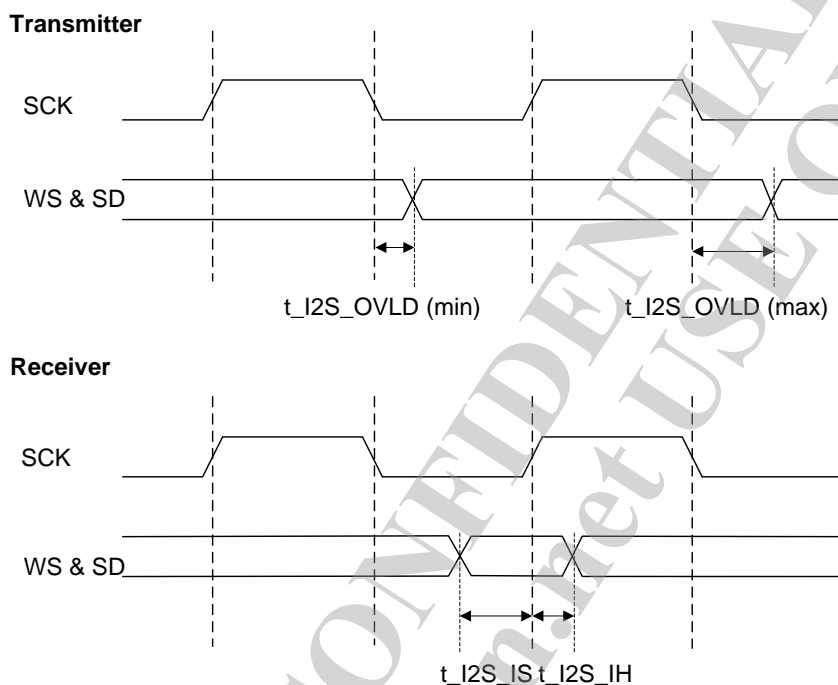 Transmitter
SCK
WS & SD
t_I2S_OVLD (min)
t_I2S_OVLD (max)
Receiver
SCK
WS & SD
t_I2S_IS
t_I2S_IH